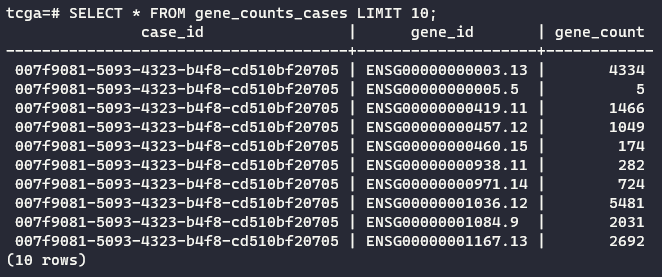 tcga=# SELECT * FROM gene_counts_cases LIMIT 10;
               case_id                |      gene_id       | gene_count
--------------------------------------+--------------------+------------
 007f9081-5093-4323-b4f8-cd510bf20705 | ENSG00000000003.13 |       4334
 007f9081-5093-4323-b4f8-cd510bf20705 | ENSG00000000005.5  |          5
 007f9081-5093-4323-b4f8-cd510bf20705 | ENSG00000000419.11 |       1466
 007f9081-5093-4323-b4f8-cd510bf20705 | ENSG00000000457.12 |       1049
 007f9081-5093-4323-b4f8-cd510bf20705 | ENSG00000000460.15 |        174
 007f9081-5093-4323-b4f8-cd510bf20705 | ENSG00000000938.11 |        282
 007f9081-5093-4323-b4f8-cd510bf20705 | ENSG00000000971.14 |        724
 007f9081-5093-4323-b4f8-cd510bf20705 | ENSG00000001036.12 |       5481
 007f9081-5093-4323-b4f8-cd510bf20705 | ENSG00000001084.9  |       2031
 007f9081-5093-4323-b4f8-cd510bf20705 | ENSG00000001167.13 |       2692
(10 rows)